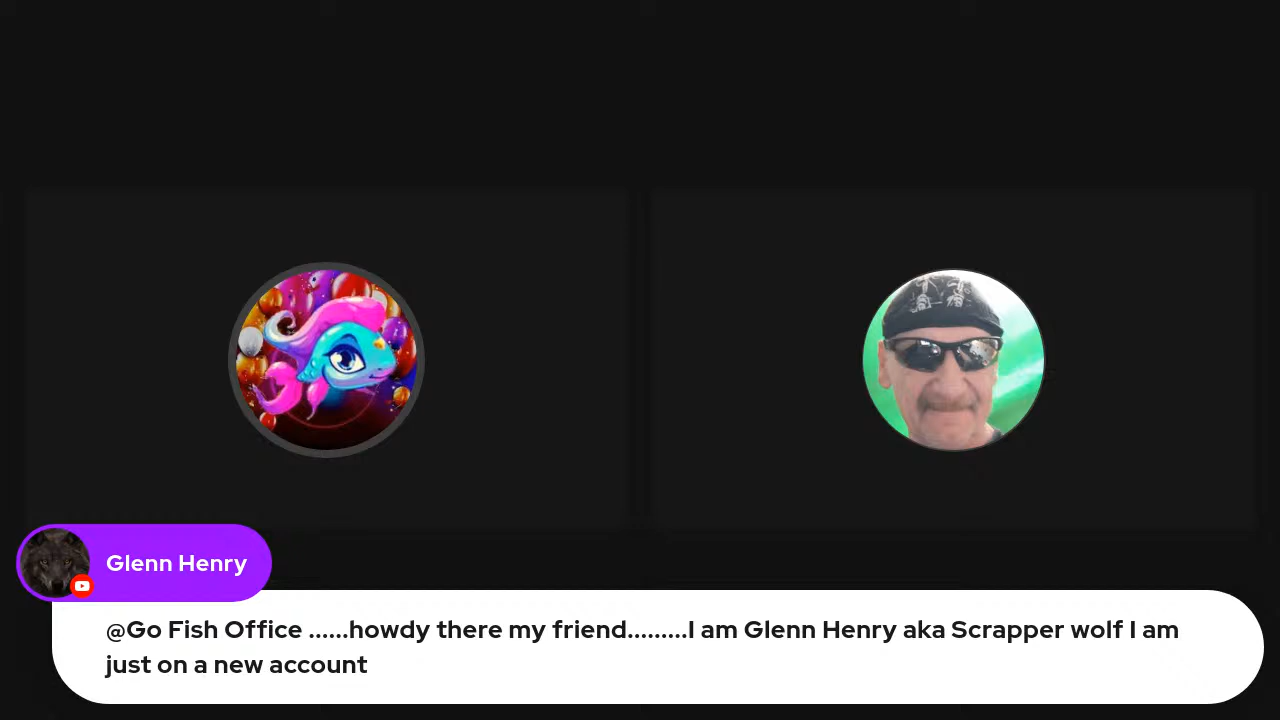 Glenn Henry
@Go Fish Office ......howdy there my friend.........I am Glenn Henry aka Scrapper wolf I am
just on a new account